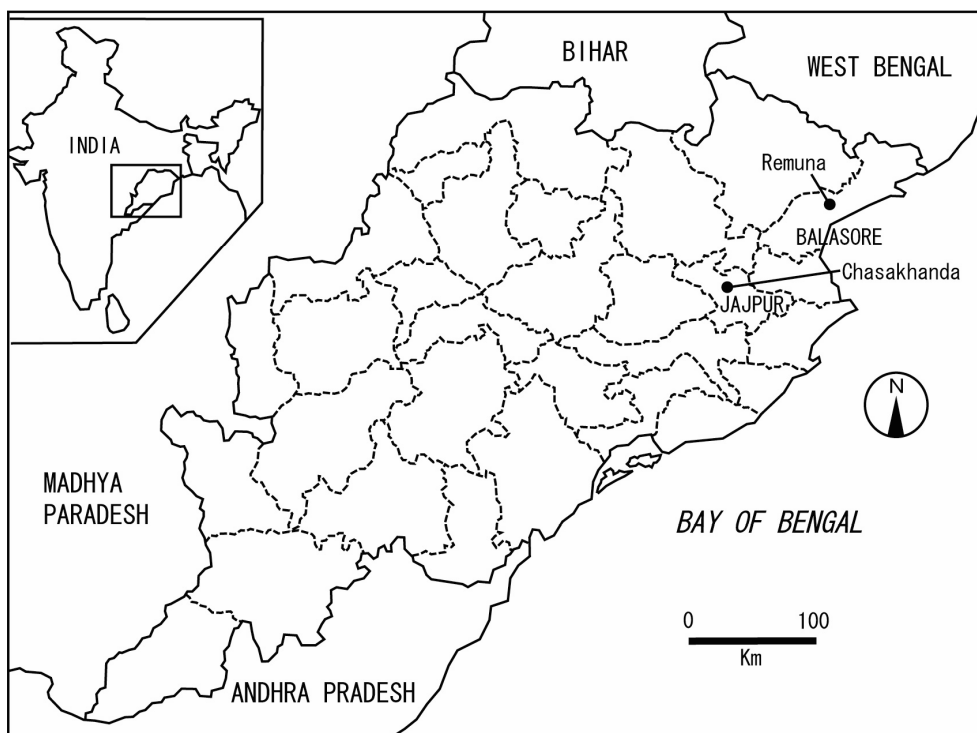 BIHAR
WEST BENGAL
INDIA
Remuna
BALASORE
Chasakhanda
JAJPUR
N
MADHYA
PARADESH
BAY OF BENGAL
0 100
Km
ANDHRA PRADESH